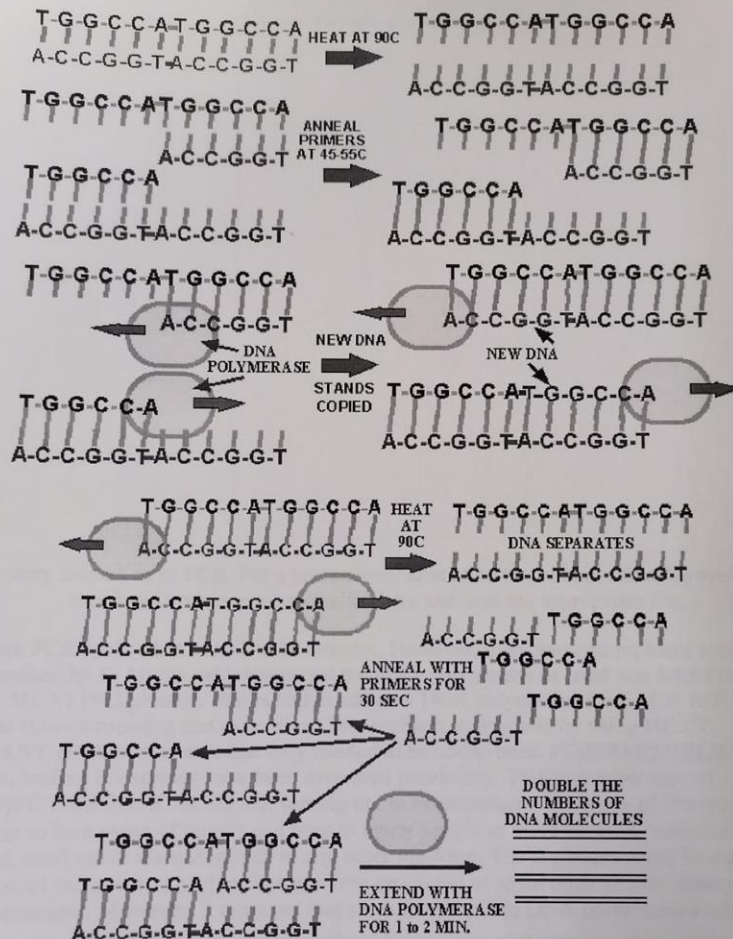 T-G-G-C-C-A-T-G-G-C-C-A
A-C-C-G-G-T-A-C-C-G-G-T
HEAT AT 90C
T-G-G-C-C-A-T-G-G-C-C-A
A-C-C-G-G-T-A-C-C-G-G-T
T-G-G-C-C-A-T-G-G-C-C-A
A-C-C-G-G-T
T-G-G-C-C-A
A-C-C-G-G-T-A-C-C-G-G-T
ANNEAL
PRIMERS
AT 45-55C
T-G-G-C-C-A-T-G-G-C-C-A
A-C-C-G-G-T
T-G-G-C-C-A
A-C-C-G-G-T-A-C-C-G-G-T
T-G-G-C-C-A-T-G-G-C-C-A
A-C-C-G-G-T
DNA
POLYMERASE
T-G-G-C-C-A
A-C-C-G-G-T-A-C-C-G-G-T
NEW DNA
STANDS
COPIED
T-G-G-C-C-A-T-G-G-C-C-A
A-C-C-G-G-T-A-C-C-G-G-T
NEW DNA
T-G-G-C-C-A-T-G-G-C-C-A
A-C-C-G-G-T-A-C-C-G-G-T
T-G-G-C-C-A-T-G-G-C-C-A
A-C-C-G-G-T-A-C-C-G-G-T
T-G-G-C-C-A-T-G-G-C-C-A
A-C-C-G-G-T-A-C-C-G-G-T
HEAT
AT
90C
T-G-G-C-C-A-T-G-G-C-C-A
DNA SEPARATES
A-C-C-G-G-T-A-C-C-G-G-T
A-C-C-G-G-T
T-G-G-C-C-A
T-G-G-C-C-A
T-G-G-C-C-A
A-C-C-G-G-T
ANNEAL WITH
PRIMERS FOR
30 SEC
T-G-G-C-C-A-T-G-G-C-C-A
A-C-C-G-G-T
T-G-G-C-C-A
A-C-C-G-G-T-A-C-C-G-G-T
T-G-G-C-C-A-T-G-G-C-C-A
T-G-G-C-C-A A-C-C-G-G-T
A-C-C-G-G-T-A-C-C-G-G-T
EXTEND WITH
DNA POLYMERASE
FOR 1 to 2 MIN.
DOUBLE THE
NUMBERS OF
DNA MOLECULES